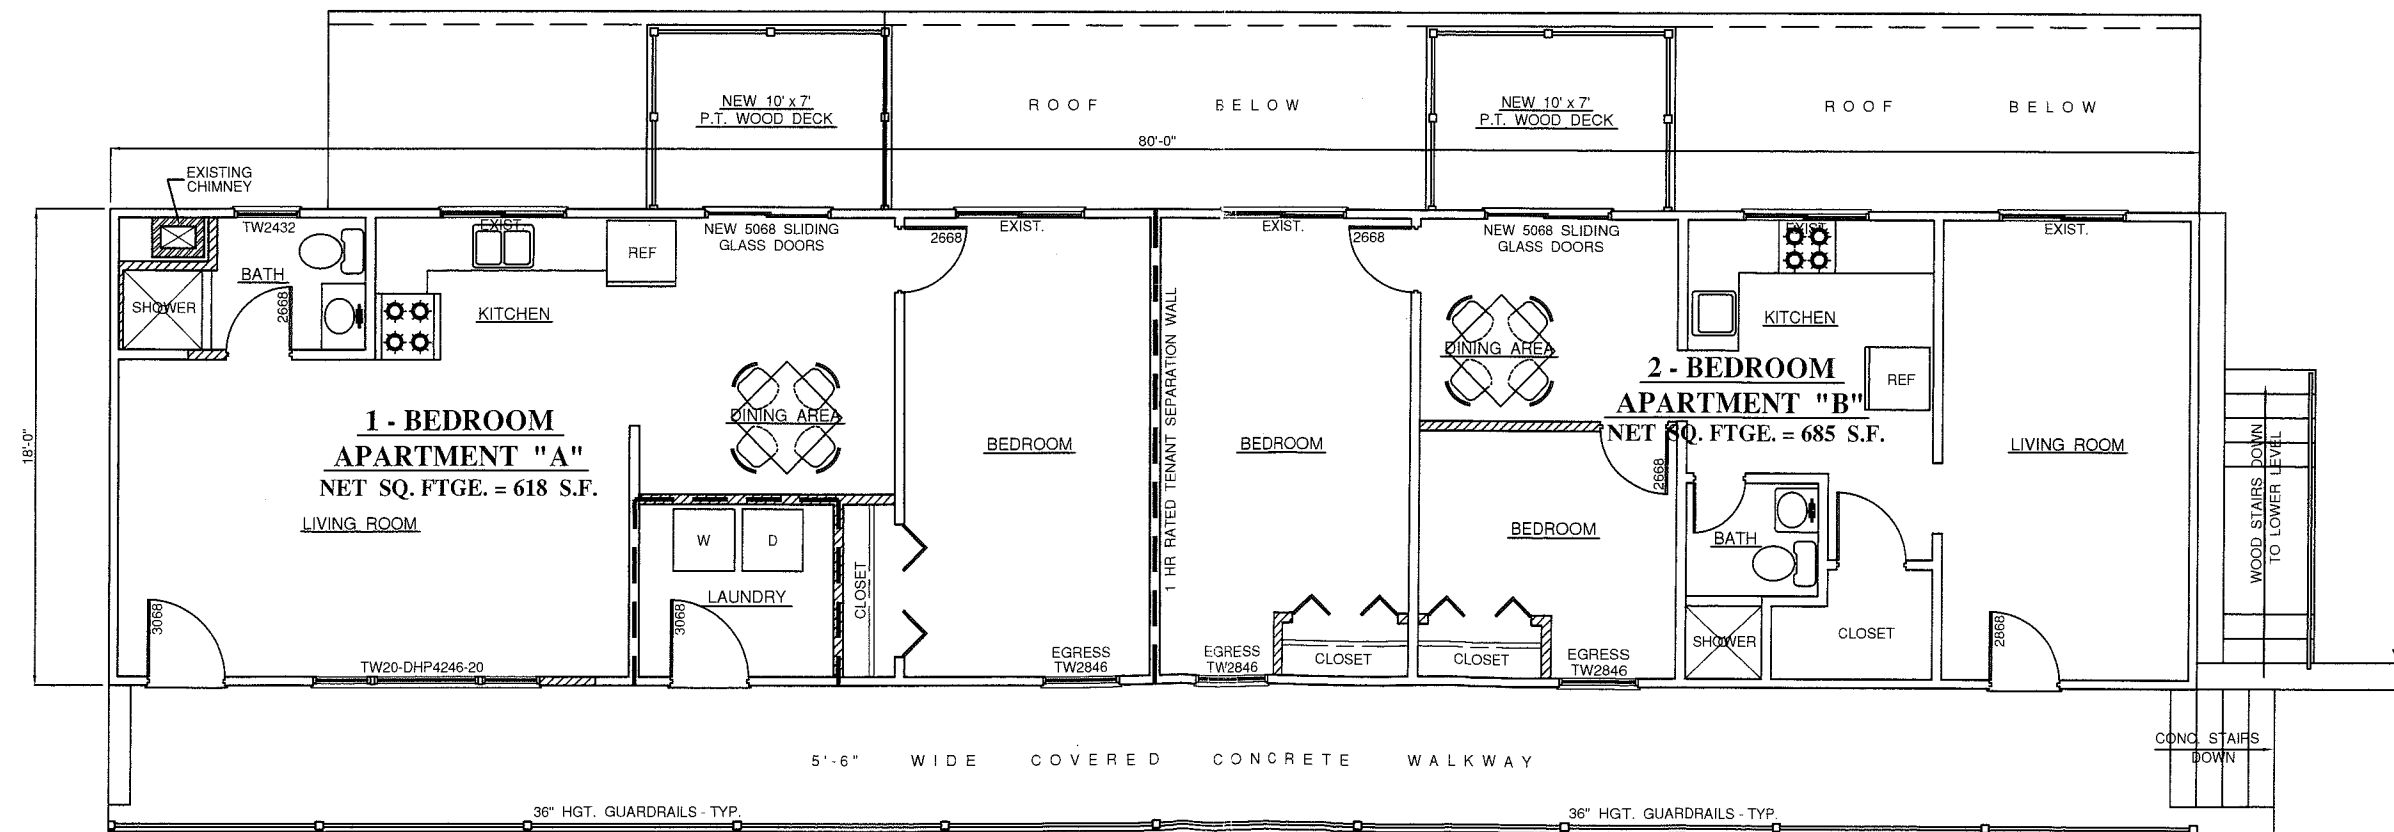 NEW 10' x 7'
P.T. WOOD DECK
ROOF BELOW
NEW 10' x 7'
P.T. WOOD DECK
ROOF BELOW
80'-0"
EXISTING
CHIMNEY
TW2432
EXIST.
NEW 5068 SLIDING
GLASS DOORS
2668
EXIST.
EXIST.
2668
NEW 5068 SLIDING
GLASS DOORS
EXIST.
EXIST.
REF
BATH
SHOWER
2668
KITCHEN
DINING AREA
1 - BEDROOM
APARTMENT "A"
NET SQ. FTGE. = 618 S.F.
LIVING ROOM
18'-0"
BEDROOM
1 HR RATED TENANT SEPARATION WALL
BEDROOM
DINING AREA
KITCHEN
REF
2 - BEDROOM
APARTMENT "B"
NET SQ. FTGE. = 685 S.F.
LIVING ROOM
WOOD STAIRS DOWN
TO LOWER LEVEL
2668
BEDROOM
BATH
W
D
LAUNDRY
CLOSET
3068
3068
TW20-DHP4246-20
EGRESS
TW2846
EGRESS
TW2846
CLOSET
CLOSET
EGRESS
TW2846
SHOWER
CLOSET
2868
5'-6" WIDE COVERED CONCRETE WALKWAY
CONC. STAIRS
DOWN
36" HGT. GUARDRAILS - TYP.
36" HGT. GUARDRAILS - TYP.